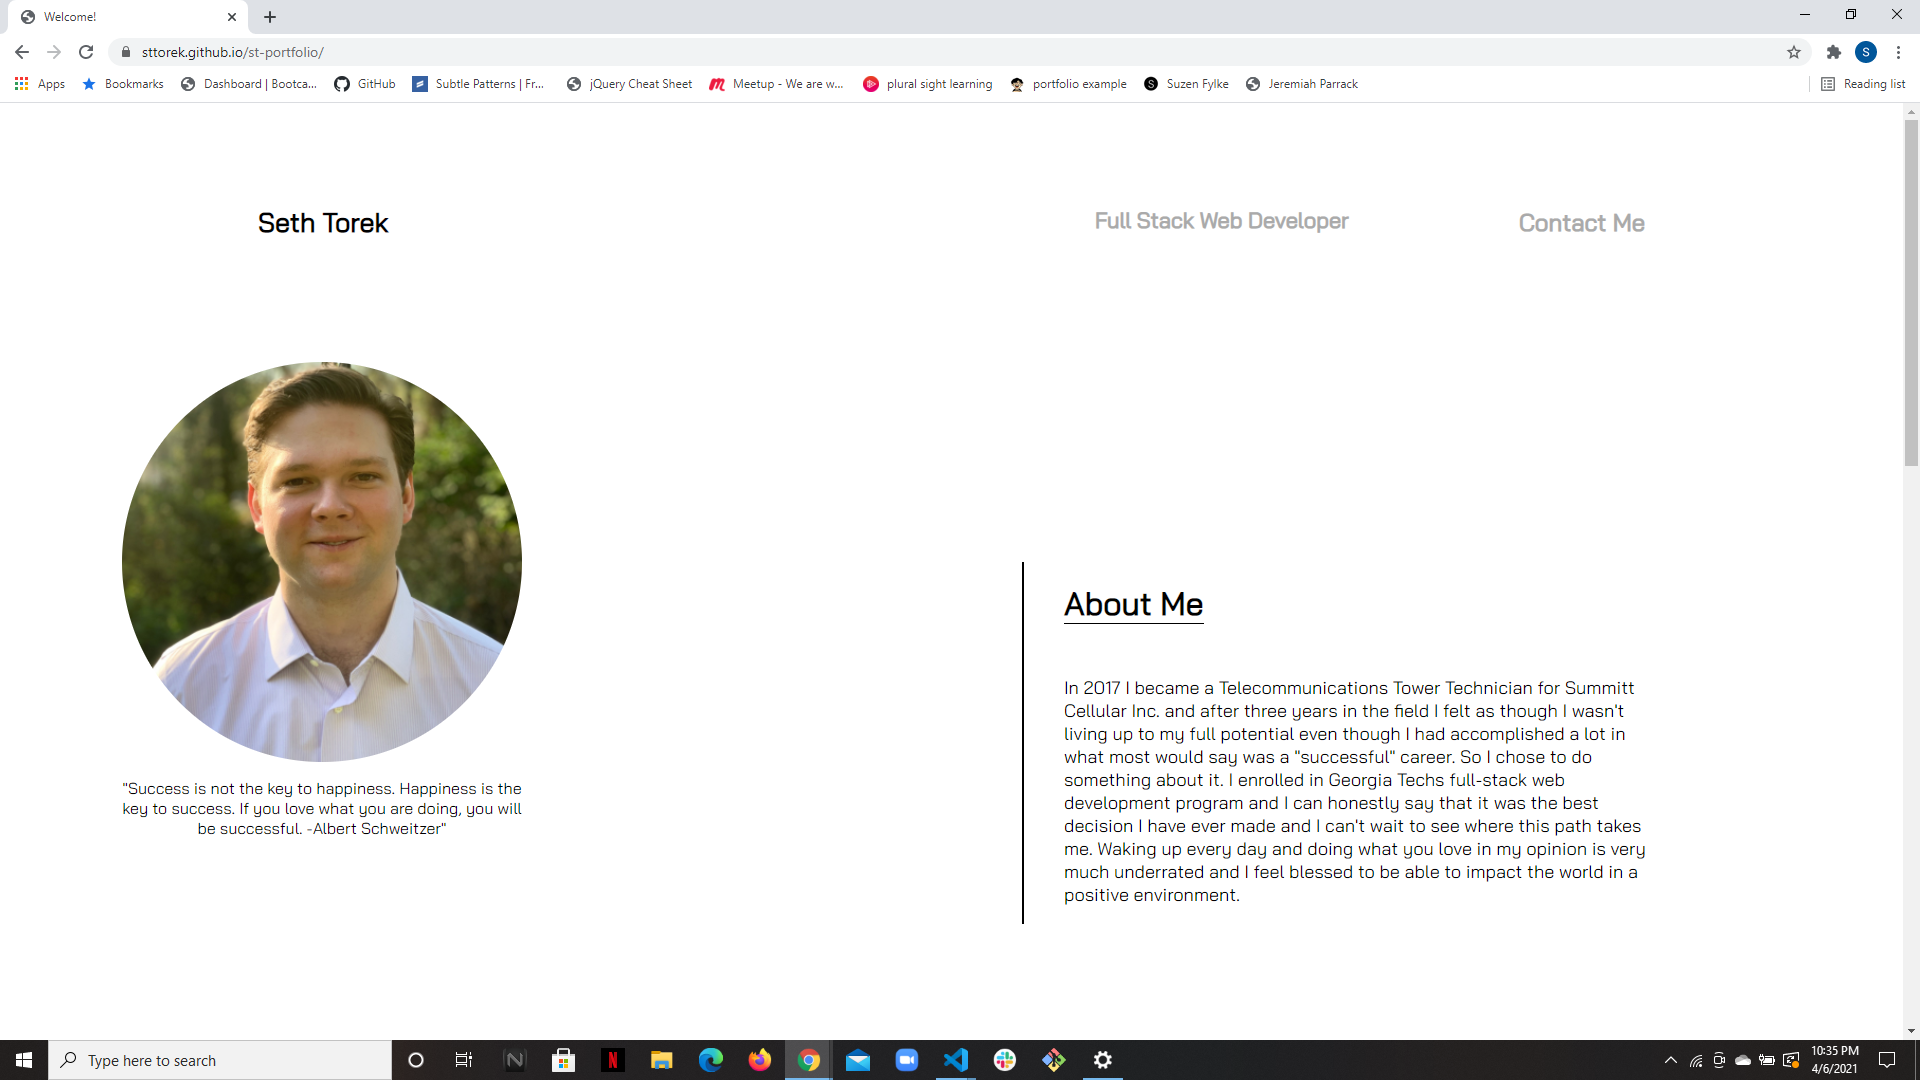 Welcome!
sttorek.github.io/st-portfolio/
S
Apps
Bookmarks
Dashboard | Bootca...
GitHub
Subtle Patterns | Fr...
jQuery Cheat Sheet
Meetup - We are w...
plural sight learning
portfolio example
Suzen Fylke
Jeremiah Parrack
Reading list
Seth Torek
Full Stack Web Developer
Contact Me
"Success is not the key to happiness. Happiness is the
key to success. If you love what you are doing, you will
be successful. -Albert Schweitzer"
About Me
In 2017 I became a Telecommunications Tower Technician for Summitt
Cellular Inc. and after three years in the field I felt as though I wasn't
living up to my full potential even though I had accomplished a lot in
what most would say was a "successful" career. So I chose to do
something about it. I enrolled in Georgia Techs full-stack web
development program and I can honestly say that it was the best
decision I have ever made and I can't wait to see where this path takes
me. Waking up every day and doing what you love in my opinion is very
much underrated and I feel blessed to be able to impact the world in a
positive environment.
Type here to search
10:35 PM
4/6/2021